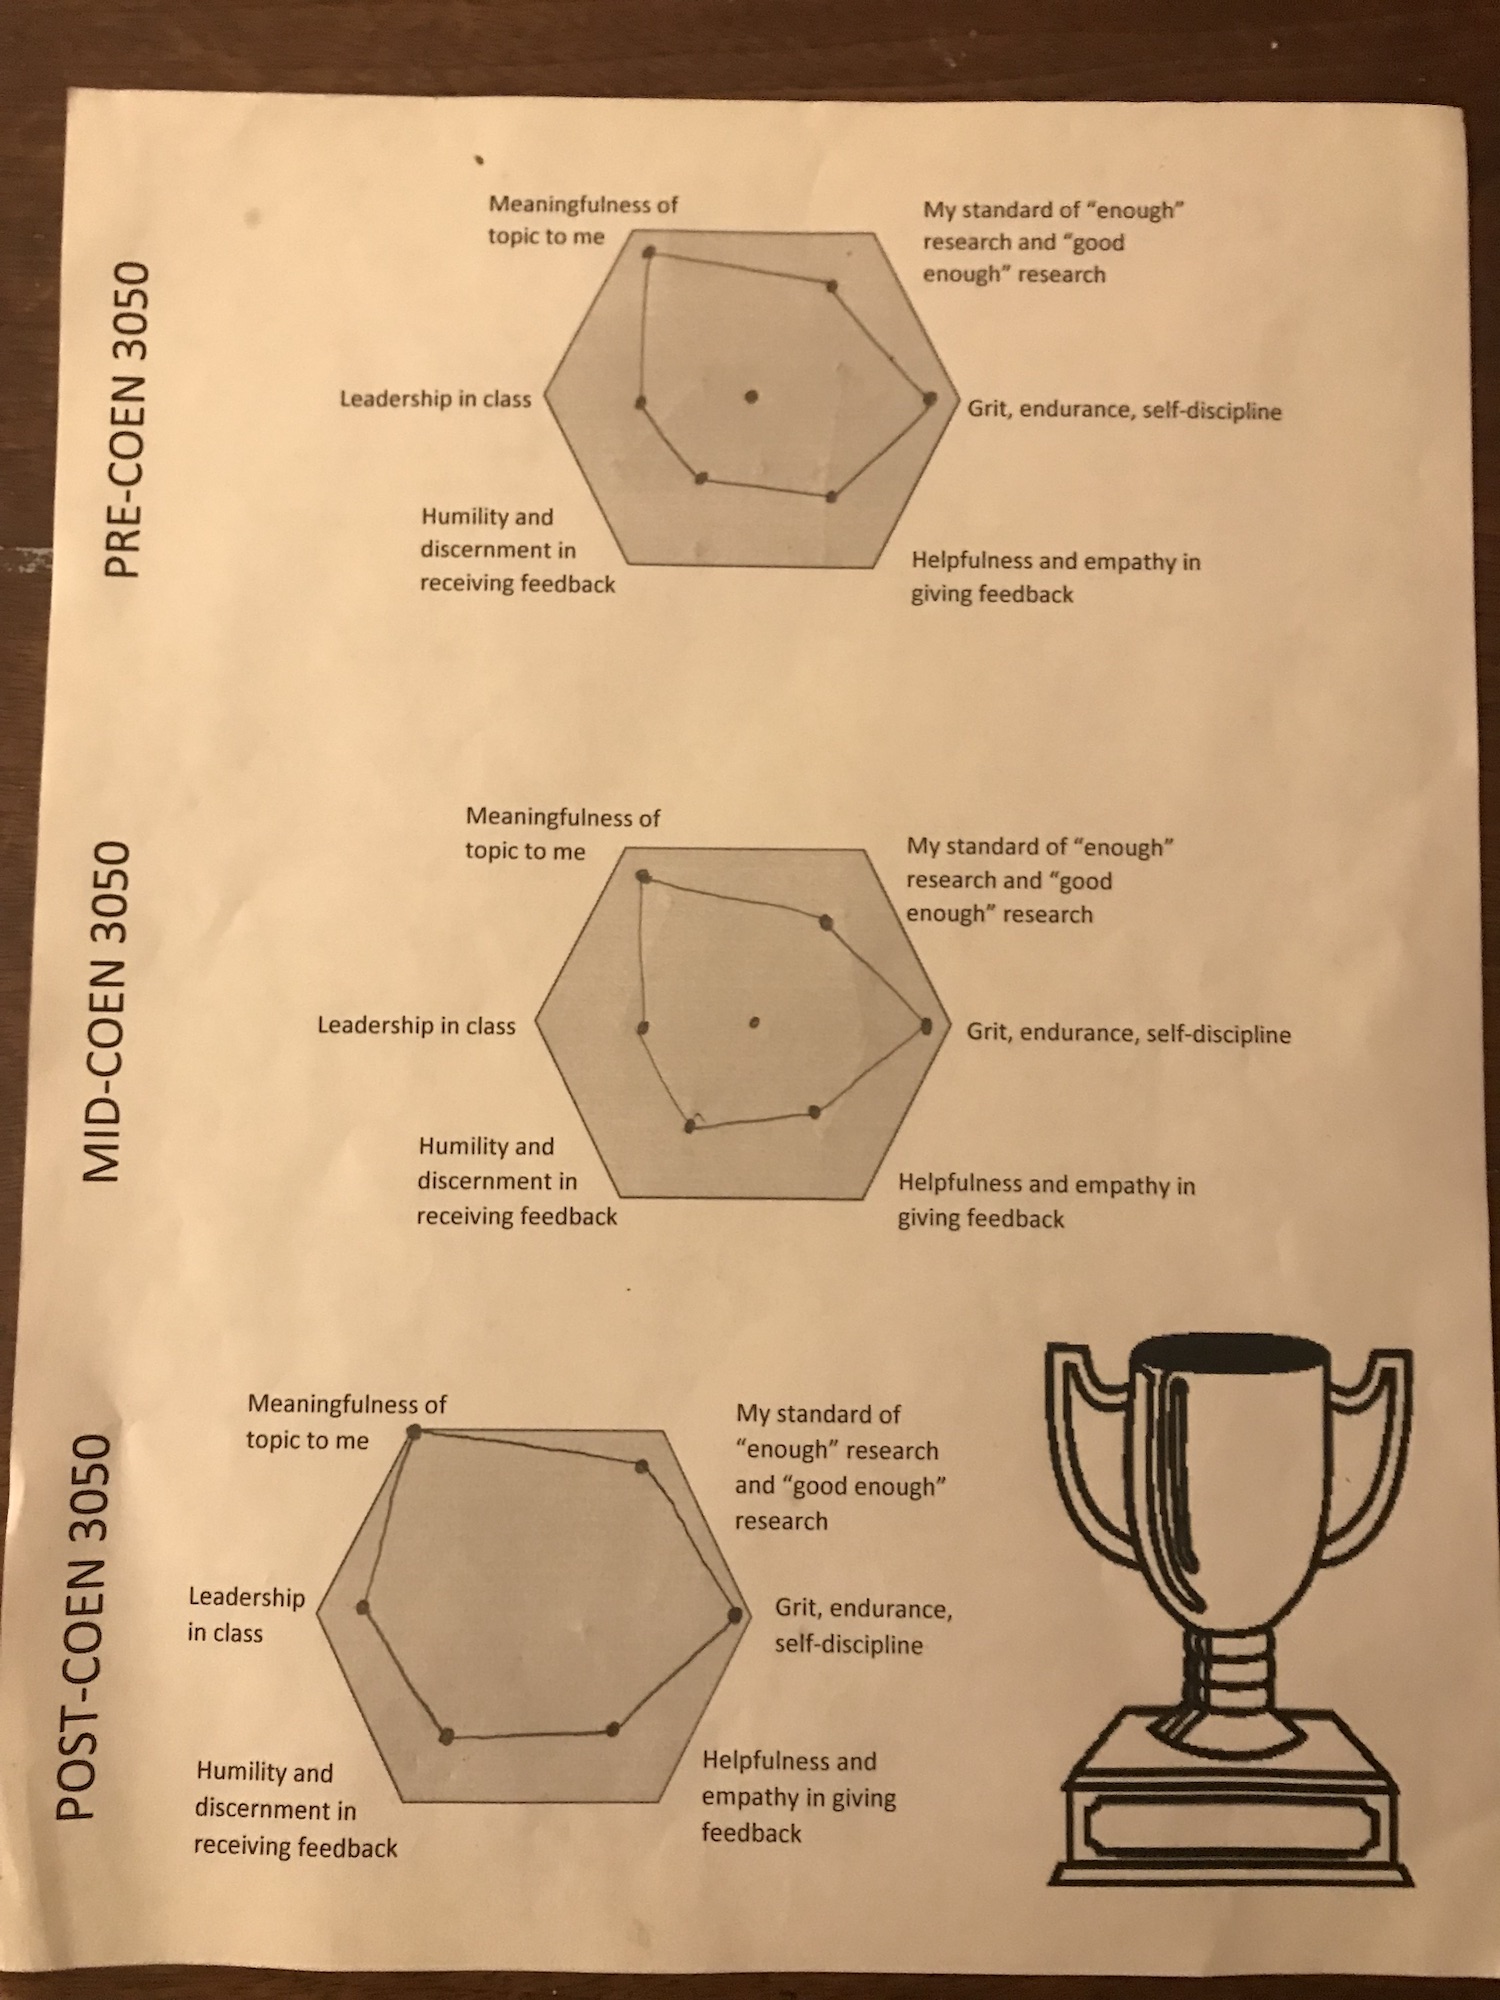 PRE-COEN 3050
Meaningfulness of
topic to me
My standard of “enough”
research and “good
enough” research
Leadership in class
Grit, endurance, self-discipline
Humility and
discernment in
receiving feedback
Helpfulness and empathy in
giving feedback
MID-COEN 3050
Meaningfulness of
topic to me
My standard of “enough”
research and “good
enough” research
Leadership in class
Grit, endurance, self-discipline
Humility and
discernment in
receiving feedback
Helpfulness and empathy in
giving feedback
POST-COEN 3050
Meaningfulness of
topic to me
My standard of
“enough” research
and “good enough”
research
Leadership
in class
Grit, endurance,
self-discipline
Humility and
discernment in
receiving feedback
Helpfulness and
empathy in giving
feedback